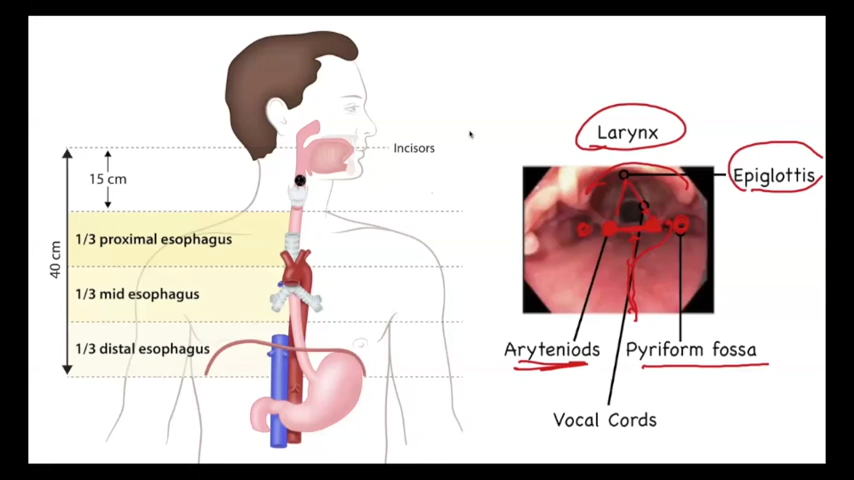 Incisors
15 cm
40 cm
1/3 proximal esophagus
1/3 mid esophagus
1/3 distal esophagus
Larynx
Epiglottis
Aryteniods
Pyriform fossa
Vocal Cords